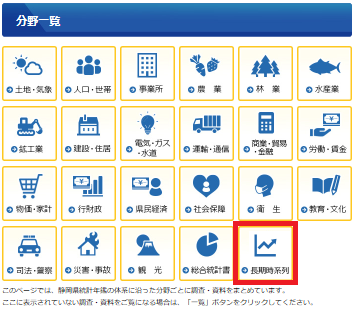 分野一覧
土地・気象
人口・世帯
事業所
農 業
林 業
水産業
鉱工業
建設・住居
電気・ガス
・水道
運輸・通信
商業・貿易
・金融
労働・賃金
物価・家計
行財政
県民経済
社会保障
衛 生
教育・文化
司法・警察
災害・事故
観 光
総合統計書
長期時系列
このページでは、静岡県統計年鑑の体系に沿った分野ごとに調査・資料をまとめています。
ここに表示されていない調査・資料をご覧になる場合は、「一覧」ボタンをクリックしてください。